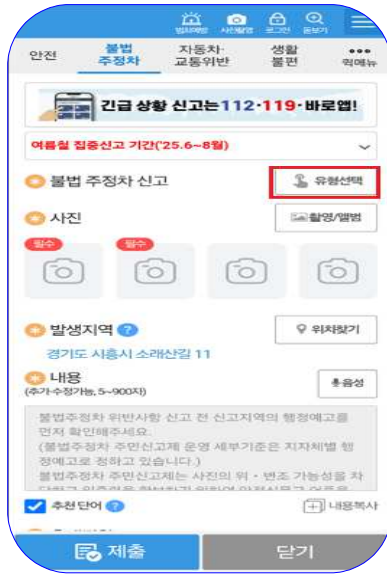 사진촬영
로그인
돋보기
안전
불법
주정차
자동차·
교통위반
생활
불편
퀵메뉴
긴급 상황 신고는112·119·바로앱!
여름철 집중신고 기간('25.6~8월)
불법 주정차 신고
유형선택
사진
촬영/앨범
필수
필수
발생지역 ?
위치찾기
경기도 시흥시 소래산길 11
내용
(추가·수정가능, 5~900자)
음성
불법주정차 위반사항 신고 전 신고지역의 행정예고를
먼저 확인해주세요.
(불법주정차 주민신고제 운영 세부기준은 지자체별 행
정예고로 정하고 있습니다.)
불법주정차 주민신고제는 사진의 위·변조 가능성을 차
추천 단어 ?
내용복사
제출
닫기